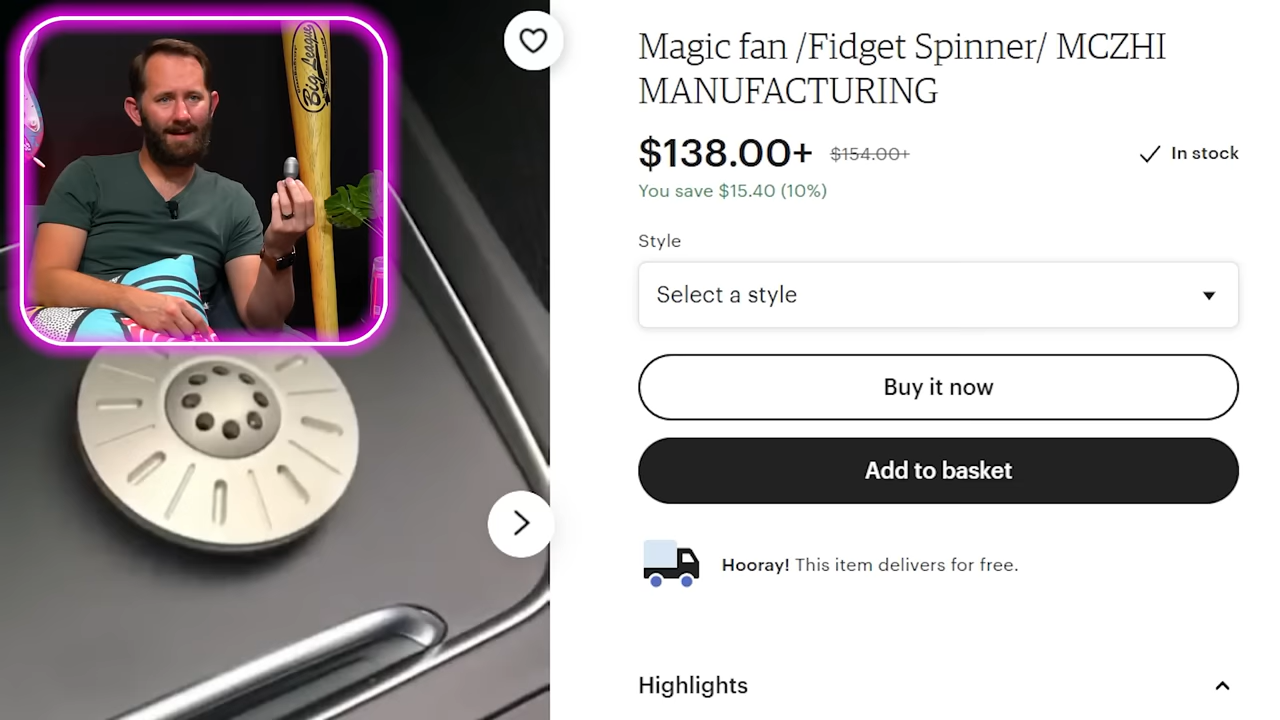 Big League
Magic fan /Fidget Spinner/ MCZHI
MANUFACTURING
$138.00+ $154.00+ In stock
You save $15.40 (10%)
Style
Select a style
Buy it now
Add to basket
Hooray! This item delivers for free.
Highlights